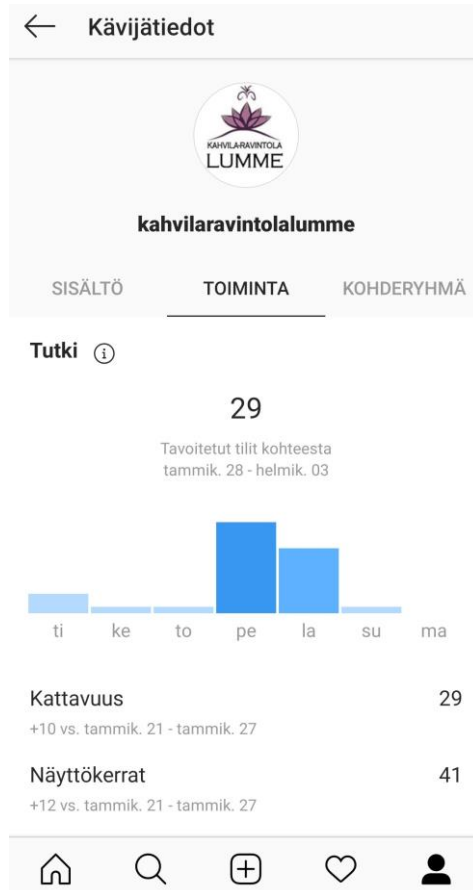 Kävijätiedot
KAHVILA-RAVINTOLA
LUMME
kahvilaravintolalumme
SISÄLTÖ TOIMINTA KOHDERYHMÄ
Tutki
29
Tavoitetut tilit kohteesta
tammik. 28 - helmik. 03
ti ke to pe la su ma
Kattavuus 29
+10 vs. tammik. 21 - tammik. 27
Näyttökerrat 41
+12 vs. tammik. 21 - tammik. 27